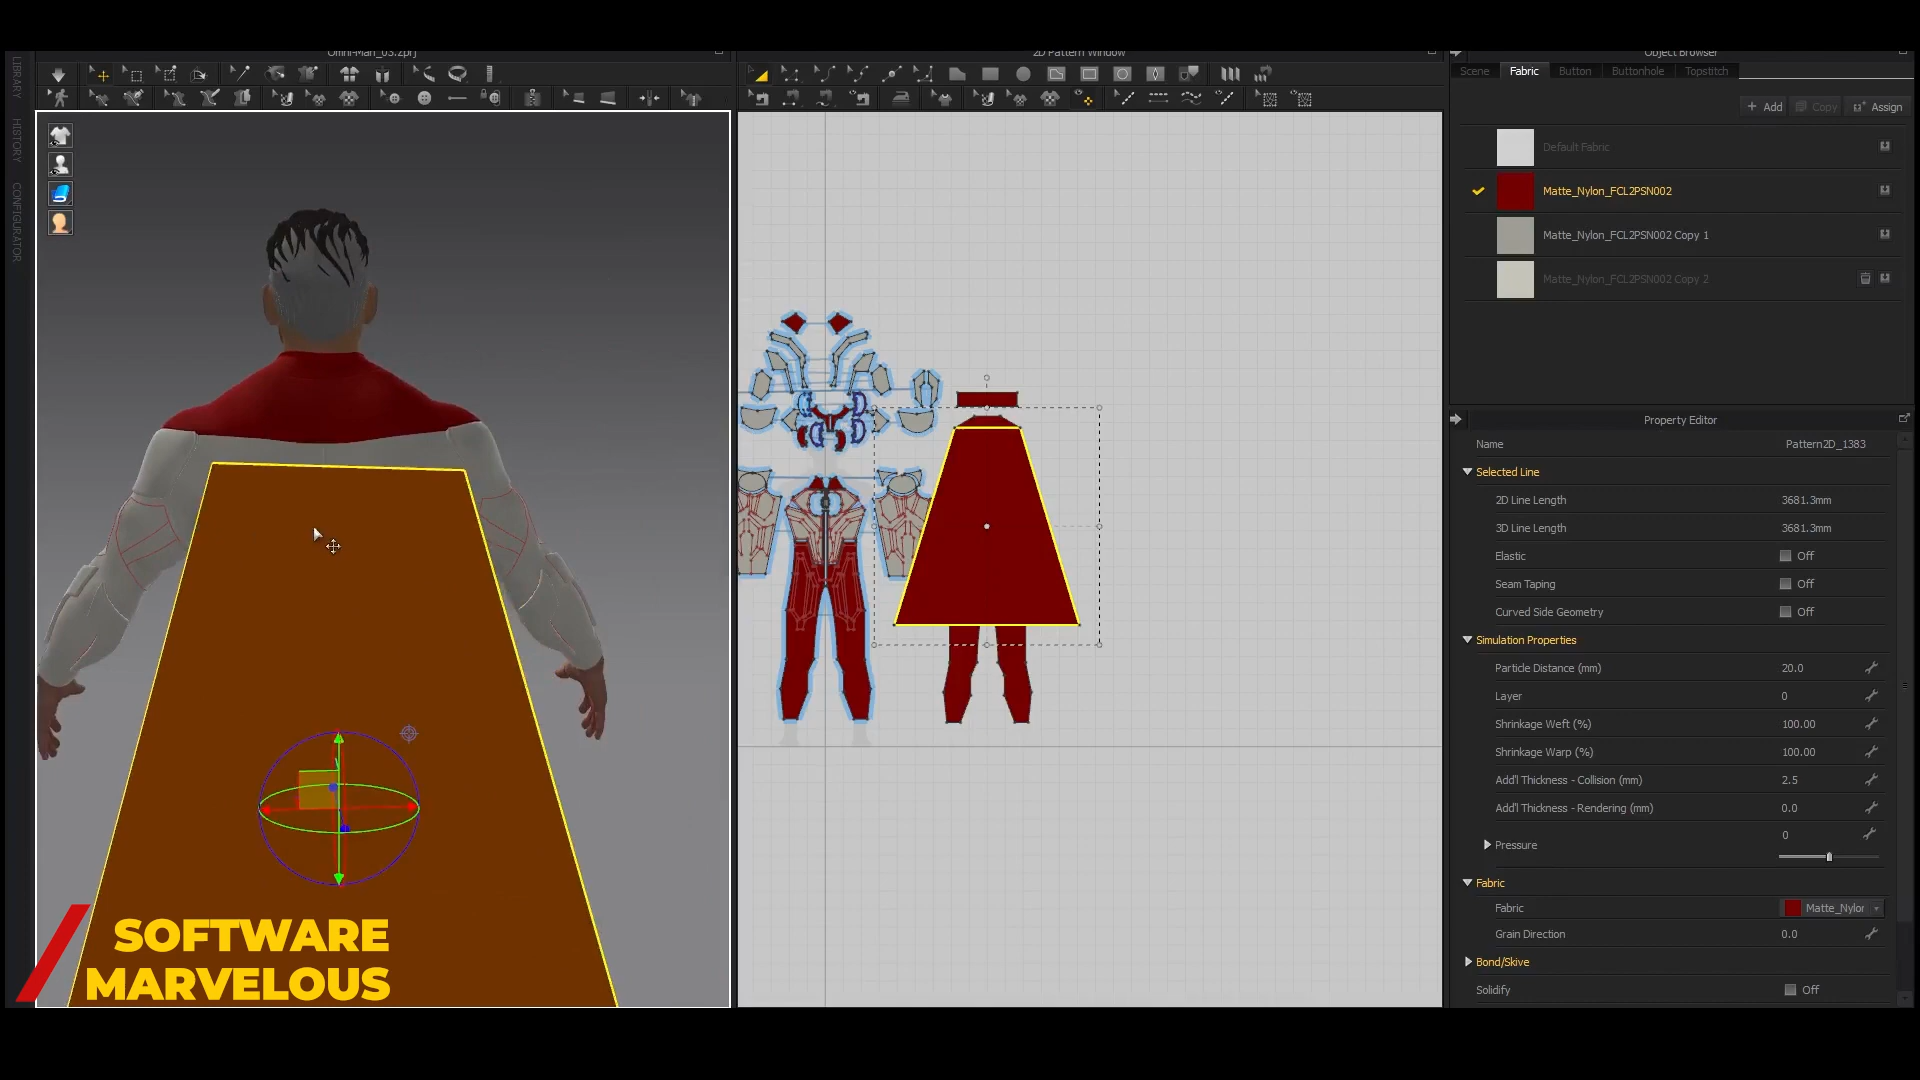 Omni-Man_03.zprj
2D Pattern Window
Object Browser
LIBRARY
HISTORY
CONFIGURATOR
Scene
Fabric
Button
Buttonhole
Topstitch
+ Add
Copy
Assign
Default Fabric
Matte_Nylon_FCL2PSN002
Matte_Nylon_FCL2PSN002 Copy 1
Matte_Nylon_FCL2PSN002 Copy 2
Property Editor
Name Pattern2D_1383
Selected Line
2D Line Length 3681.3mm
3D Line Length 3681.3mm
Elastic Off
Seam Taping Off
Curved Side Geometry Off
Simulation Properties
Particle Distance (mm) 20.0
Layer 0
Shrinkage Weft (%) 100.00
Shrinkage Warp (%) 100.00
Add'l Thickness - Collision (mm) 2.5
Add'l Thickness - Rendering (mm) 0.0
Pressure 0
Fabric
Fabric Matte_Nylor
Grain Direction 0.0
Bond/Skive
Solidify Off
SOFTWARE
MARVELOUS